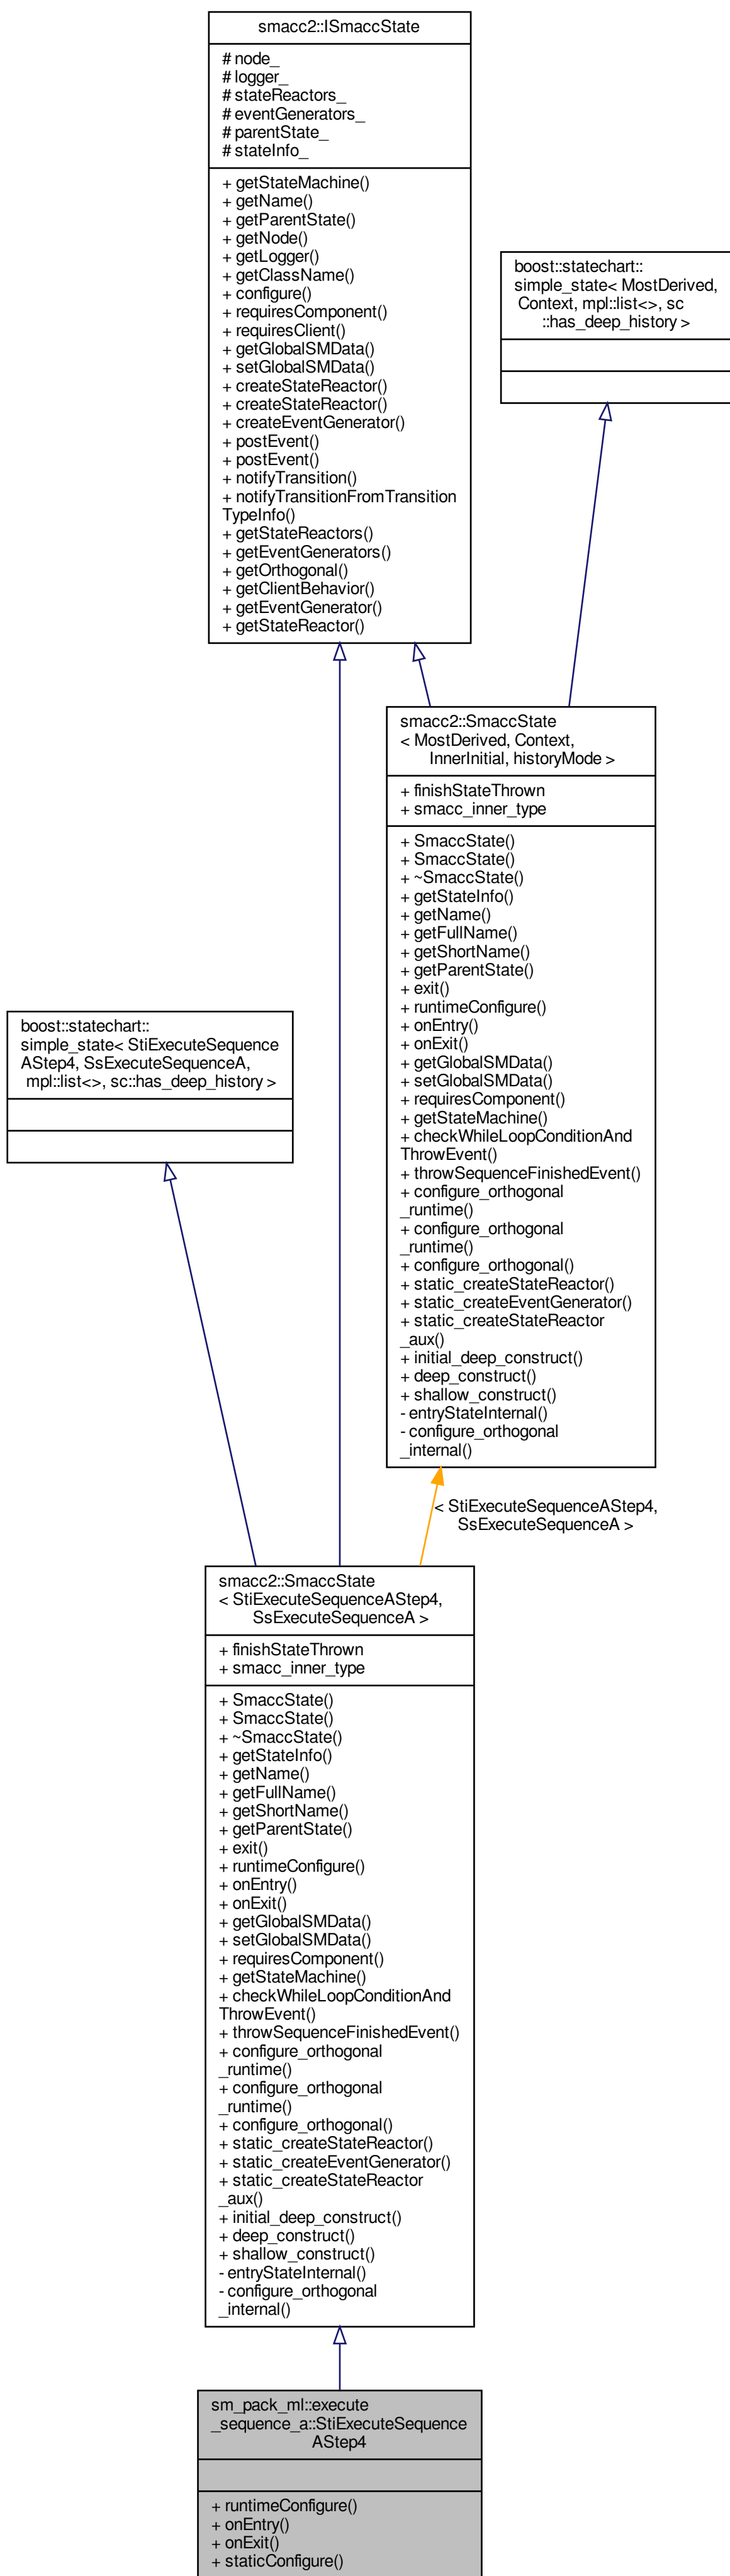 smacc2::ISmaccState
# node_
# logger_
# stateReactors_
# eventGenerators_
# parentState_
# stateInfo_
+ getStateMachine()
+ getName()
+ getParentState()
+ getNode()
+ getLogger()
+ getClassName()
+ configure()
+ requiresComponent()
+ requiresClient()
+ getGlobalSMData()
+ setGlobalSMData()
+ createStateReactor()
+ createStateReactor()
+ createEventGenerator()
+ postEvent()
+ postEvent()
+ notifyTransition()
+ notifyTransitionFromTransition
TypeInfo()
+ getStateReactors()
+ getEventGenerators()
+ getOrthogonal()
+ getClientBehavior()
+ getEventGenerator()
+ getStateReactor()
boost::statechart::
simple_state< MostDerived,
Context, mpl::list<>, sc
::has_deep_history >
smacc2::SmaccState
< MostDerived, Context,
InnerInitial, historyMode >
+ finishStateThrown
+ smacc_inner_type
+ SmaccState()
+ SmaccState()
+ ~SmaccState()
+ getStateInfo()
+ getName()
+ getFullName()
+ getShortName()
+ getParentState()
+ exit()
+ runtimeConfigure()
+ onEntry()
+ onExit()
+ getGlobalSMData()
+ setGlobalSMData()
+ requiresComponent()
+ getStateMachine()
+ checkWhileLoopConditionAnd
ThrowEvent()
+ throwSequenceFinishedEvent()
+ configure_orthogonal
_runtime()
+ configure_orthogonal
_runtime()
+ configure_orthogonal()
+ static_createStateReactor()
+ static_createEventGenerator()
+ static_createStateReactor
_aux()
+ initial_deep_construct()
+ deep_construct()
+ shallow_construct()
- entryStateInternal()
- configure_orthogonal
_internal()
boost::statechart::
simple_state< StiExecuteSequence
AStep4, SsExecuteSequenceA,
mpl::list<>, sc::has_deep_history >
< StiExecuteSequenceAStep4,
SsExecuteSequenceA >
smacc2::SmaccState
< StiExecuteSequenceAStep4,
SsExecuteSequenceA >
+ finishStateThrown
+ smacc_inner_type
+ SmaccState()
+ SmaccState()
+ ~SmaccState()
+ getStateInfo()
+ getName()
+ getFullName()
+ getShortName()
+ getParentState()
+ exit()
+ runtimeConfigure()
+ onEntry()
+ onExit()
+ getGlobalSMData()
+ setGlobalSMData()
+ requiresComponent()
+ getStateMachine()
+ checkWhileLoopConditionAnd
ThrowEvent()
+ throwSequenceFinishedEvent()
+ configure_orthogonal
_runtime()
+ configure_orthogonal
_runtime()
+ configure_orthogonal()
+ static_createStateReactor()
+ static_createEventGenerator()
+ static_createStateReactor
_aux()
+ initial_deep_construct()
+ deep_construct()
+ shallow_construct()
- entryStateInternal()
- configure_orthogonal
_internal()
sm_pack_ml::execute
_sequence_a::StiExecuteSequence
AStep4
+ runtimeConfigure()
+ onEntry()
+ onExit()
+ staticConfigure()